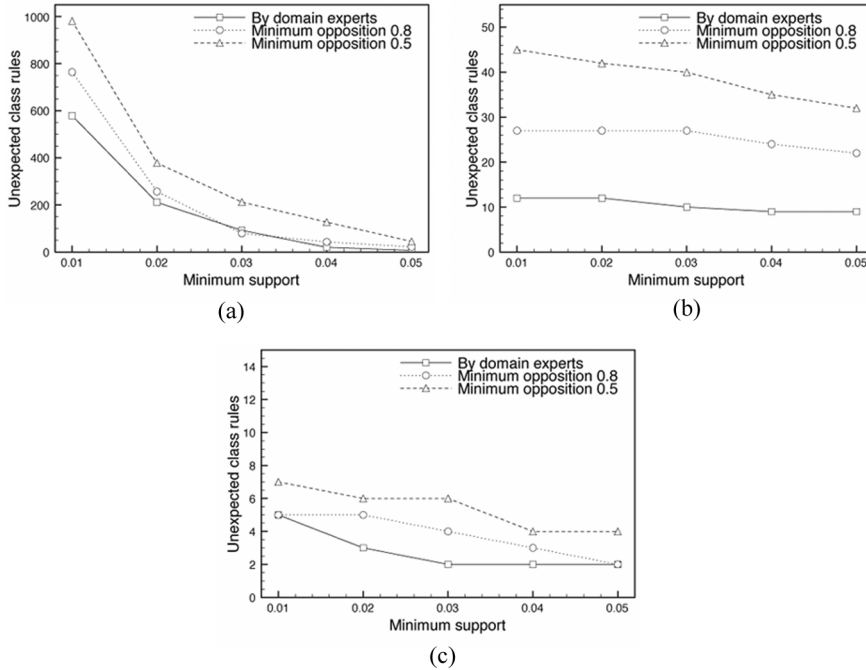 By domain experts
Minimum opposition 0.8
Minimum opposition 0.5
Unexpected class rules
1000
800
600
400
200
0
0.01 0.02 0.03 0.04 0.05
Minimum support
(a)
By domain experts
Minimum opposition 0.8
Minimum opposition 0.5
Unexpected class rules
50
40
30
20
10
0
0.01 0.02 0.03 0.04 0.05
Minimum support
(b)
By domain experts
Minimum opposition 0.8
Minimum opposition 0.5
Unexpected class rules
14
12
10
8
6
4
2
0
0.01 0.02 0.03 0.04 0.05
Minimum support
(c)